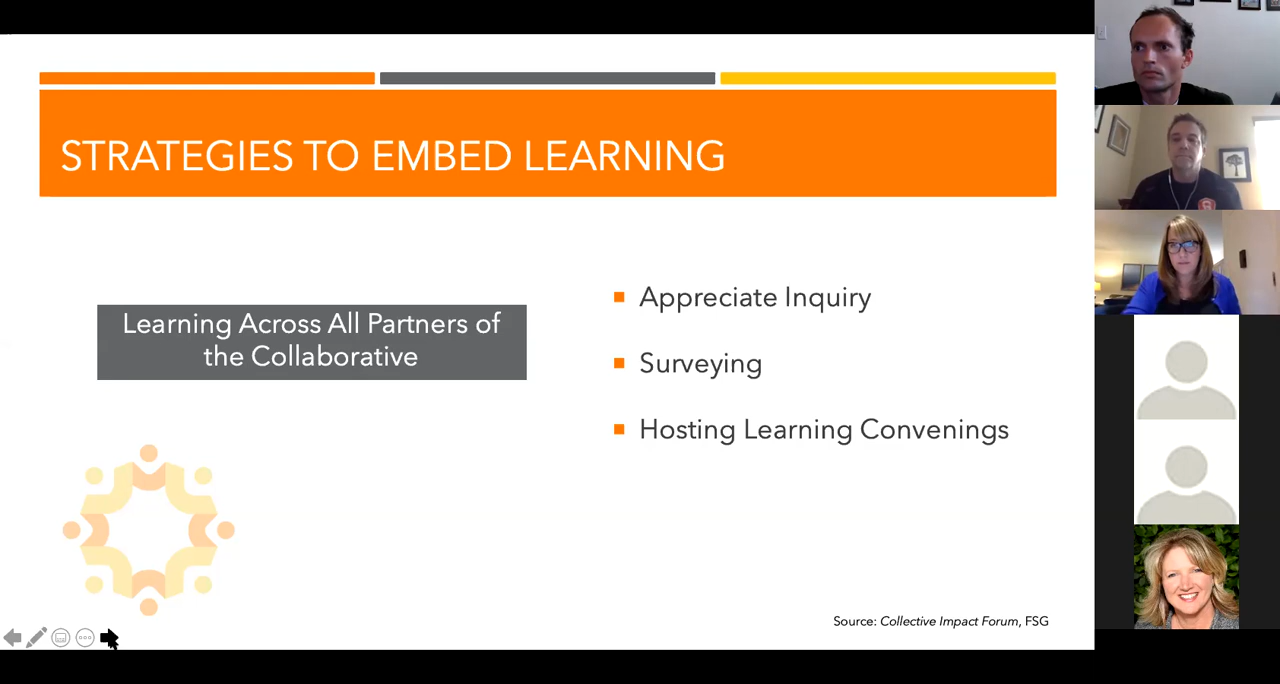 STRATEGIES TO EMBED LEARNING
Learning Across All Partners of
the Collaborative
Appreciate Inquiry
Surveying
Hosting Learning Convenings
Source: Collective Impact Forum, FSG